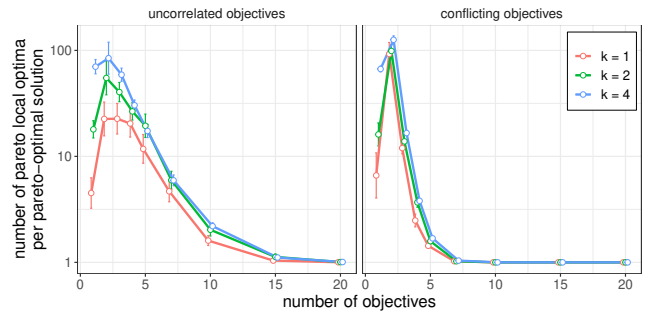 uncorrelated objectives
conflicting objectives
number of pareto local optima
per pareto-optimal solution
100
10
1
k = 1
k = 2
k = 4
0 5 10 15 20
0 5 10 15 20
number of objectives